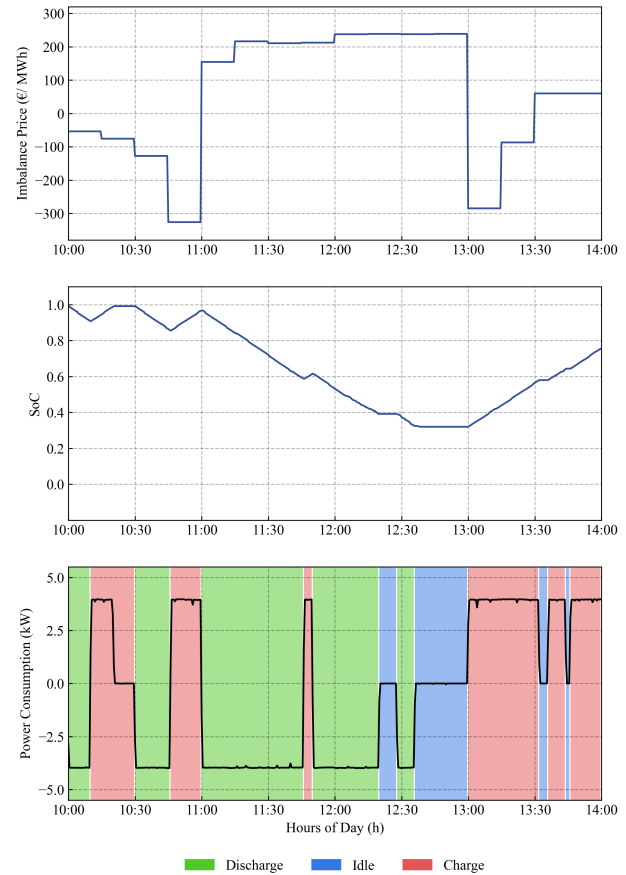 Imbalance Price (€/ MWh)
300
200
100
0
−100
−200
−300
10:00 10:30 11:00 11:30 12:00 12:30 13:00 13:30 14:00
SoC
1.0
0.8
0.6
0.4
0.2
0.0
10:00 10:30 11:00 11:30 12:00 12:30 13:00 13:30 14:00
Power Consumption (kW)
5.0
2.5
0.0
−2.5
−5.0
10:00 10:30 11:00 11:30 12:00 12:30 13:00 13:30 14:00
Hours of Day (h)
Discharge Idle Charge